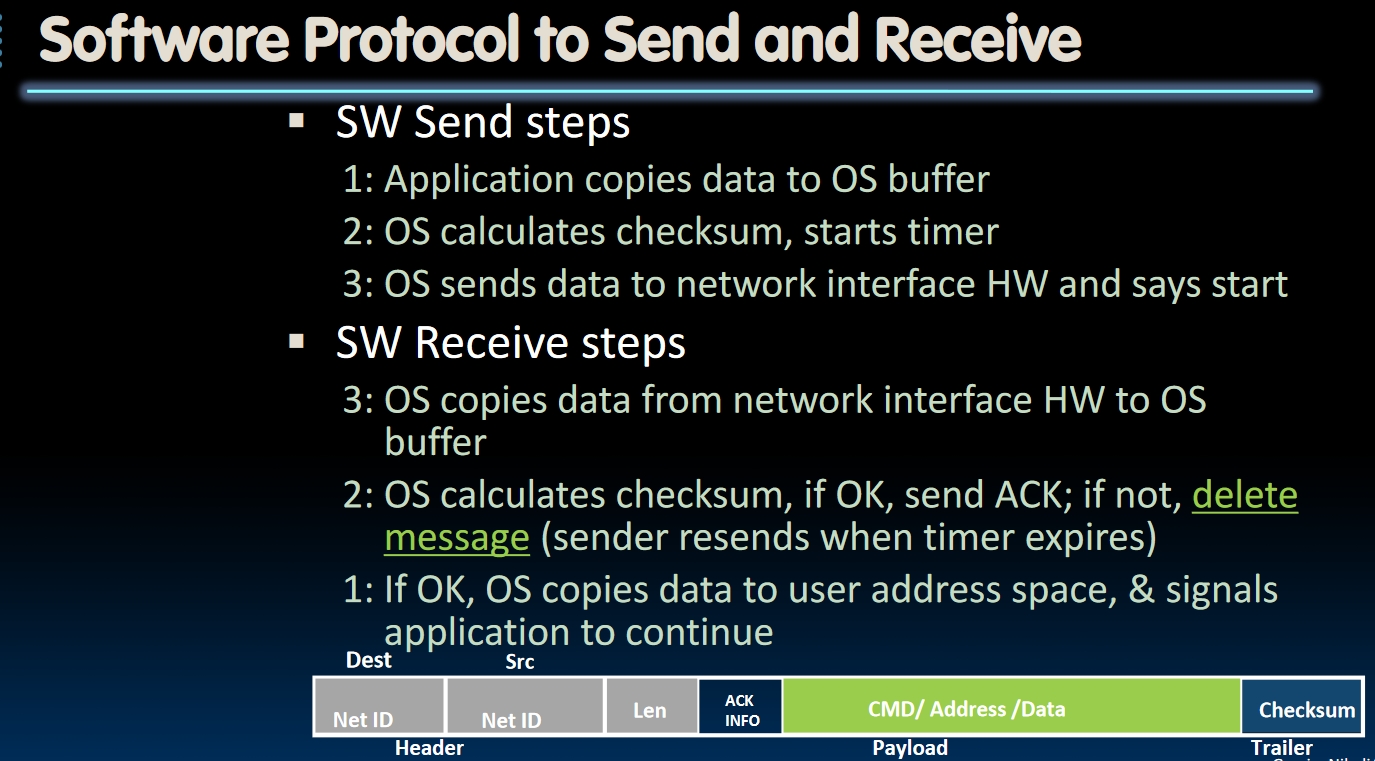 Software Protocol to Send and Receive
▪ SW Send steps
1: Application copies data to OS buffer
2: OS calculates checksum, starts timer
3: OS sends data to network interface HW and says start
▪ SW Receive steps
3: OS copies data from network interface HW to OS
buffer
2: OS calculates checksum, if OK, send ACK; if not, delete
message (sender resends when timer expires)
1: If OK, OS copies data to user address space, & signals
application to continue
Dest Src
Net ID Net ID Len ACK INFO CMD/ Address /Data Checksum
Header Payload Trailer